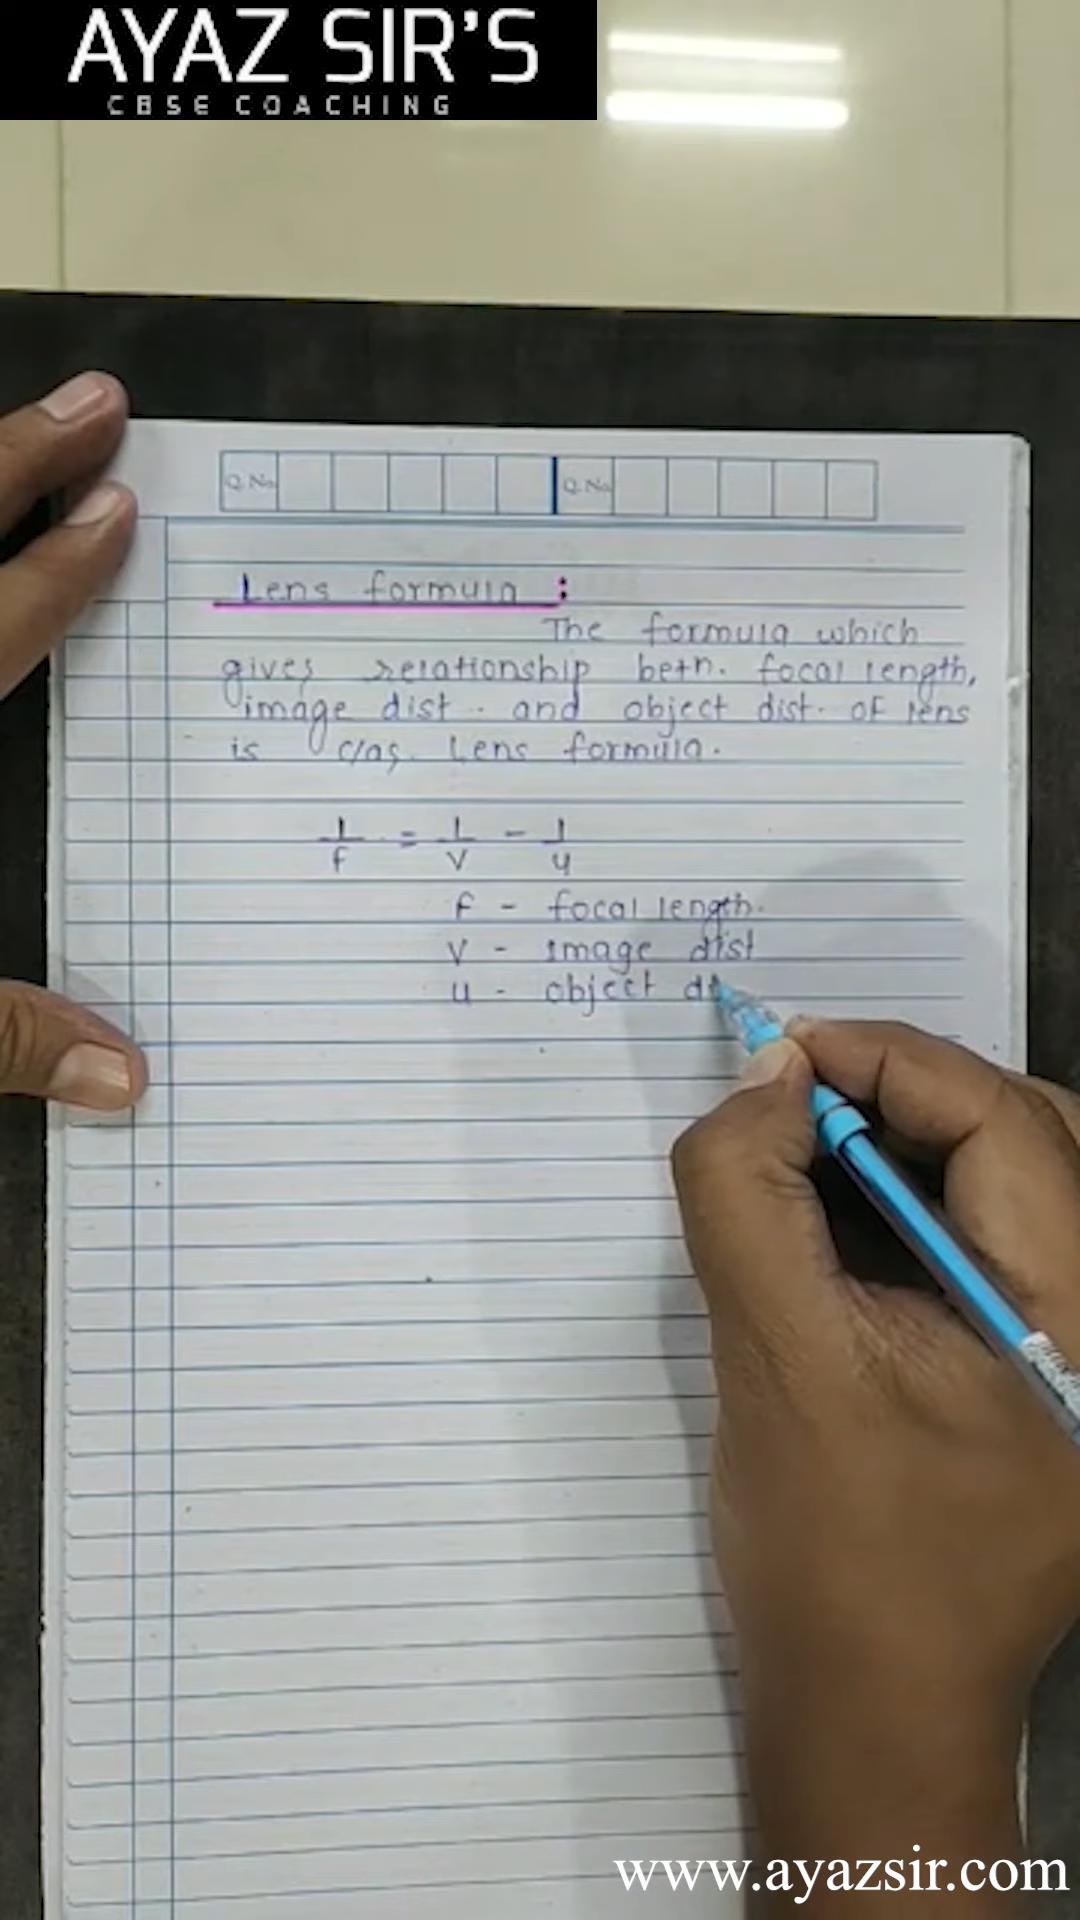 AYAZ SIR'S
CBSE COACHING
Q.No. Q.No.
Lens formula :
The formula which
gives relationship betn. focal length,
image dist. and object dist. of lens
is c/as. Lens formula.
1/f = 1/v - 1/u
f - focal length.
v - image dist
u - object di
www.ayazsir.com